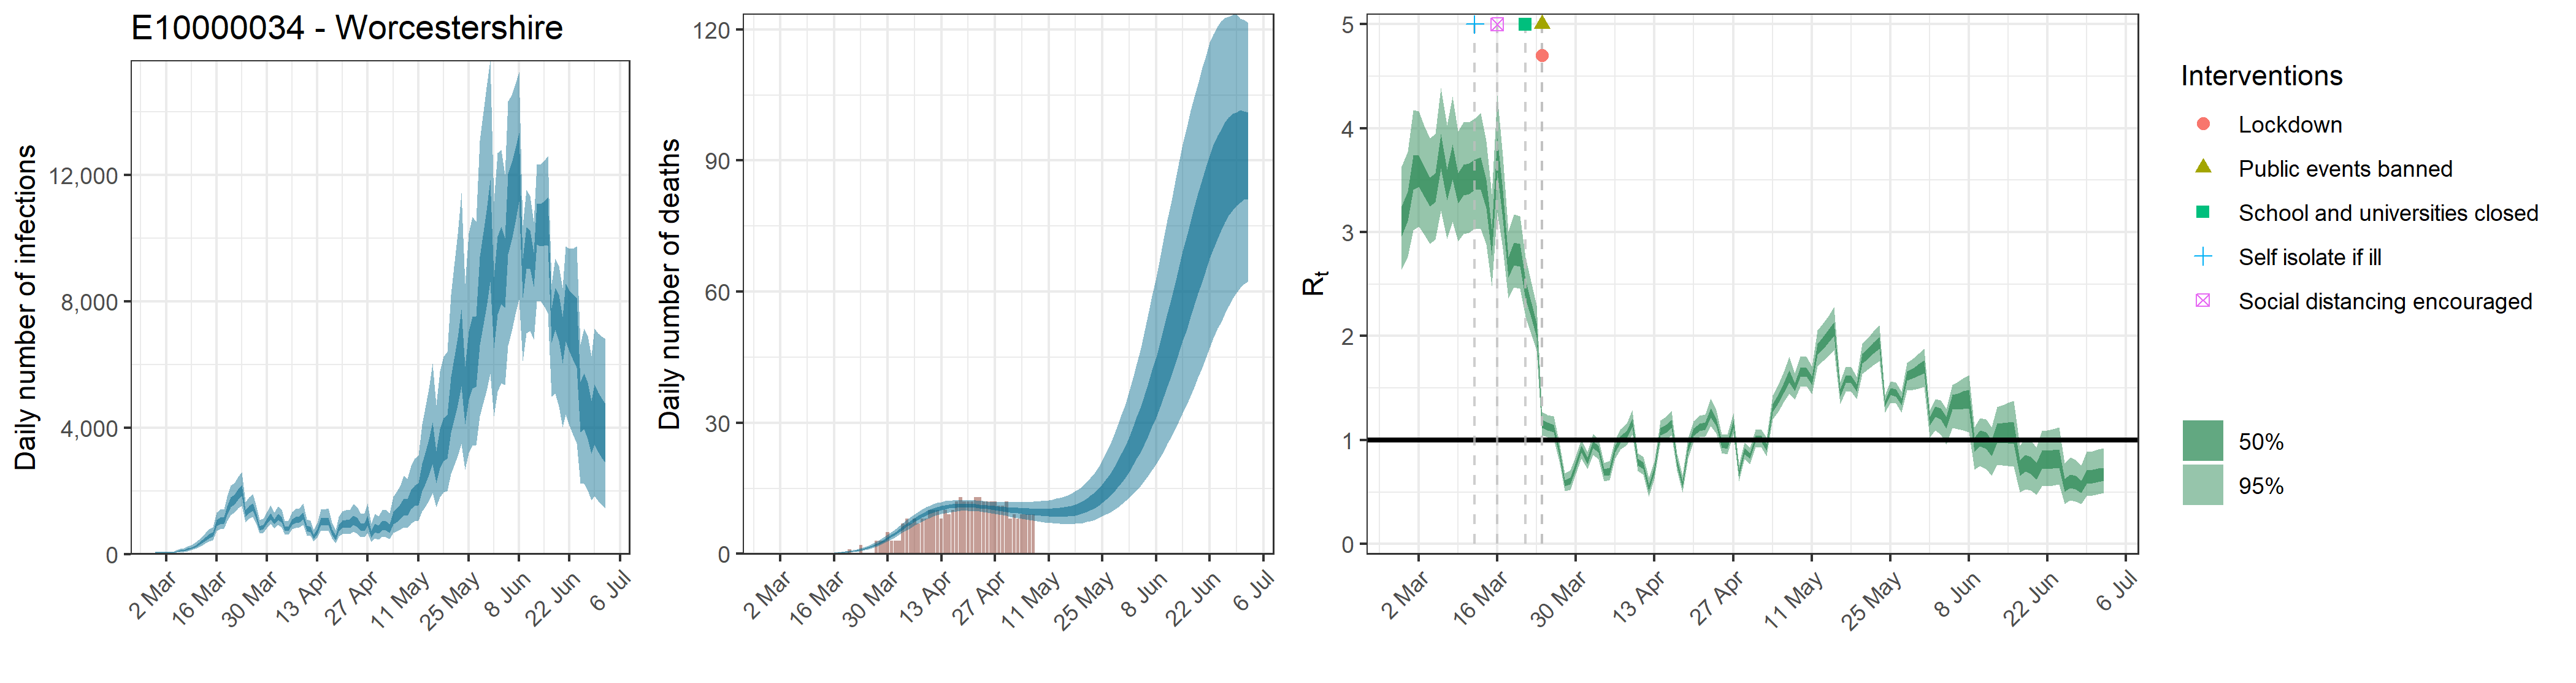 E10000034 - Worcestershire
Daily number of infections
12,000
8,000
4,000
0
2 Mar
16 Mar
30 Mar
13 Apr
27 Apr
11 May
25 May
8 Jun
22 Jun
6 Jul
Daily number of deaths
120
90
60
30
0
2 Mar
16 Mar
30 Mar
13 Apr
27 Apr
11 May
25 May
8 Jun
22 Jun
6 Jul
Rt
5
4
3
2
1
0
2 Mar
16 Mar
30 Mar
13 Apr
27 Apr
11 May
25 May
8 Jun
22 Jun
6 Jul
Interventions
Lockdown
Public events banned
School and universities closed
Self isolate if ill
Social distancing encouraged
50%
95%